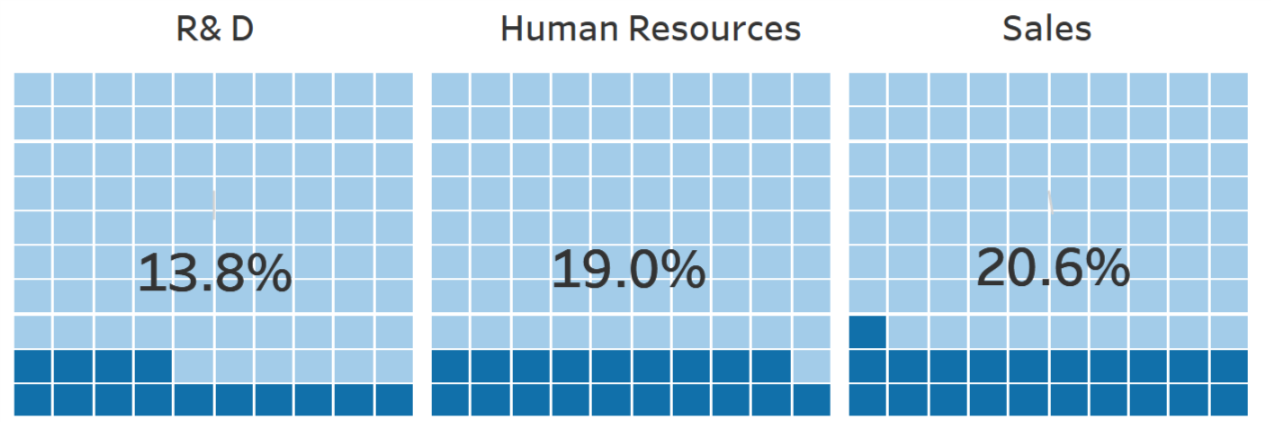 R& D
Human Resources
Sales
13.8%
19.0%
20.6%